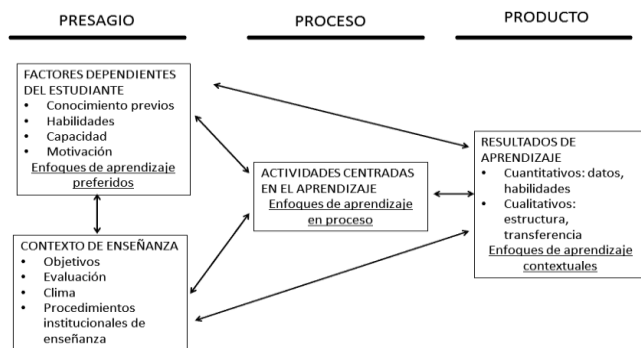 PRESAGIO
PROCESO
PRODUCTO
FACTORES DEPENDIENTES
DEL ESTUDIANTE
• Conocimiento previos
• Habilidades
• Capacidad
• Motivación
Enfoques de aprendizaje
preferidos
CONTEXTO DE ENSEÑANZA
• Objetivos
• Evaluación
• Clima
• Procedimientos
institucionales de
enseñanza
ACTIVIDADES CENTRADAS
EN EL APRENDIZAJE
Enfoques de aprendizaje
en proceso
RESULTADOS DE
APRENDIZAJE
• Cuantitativos: datos,
habilidades
• Cualitativos:
estructura,
transferencia
Enfoques de aprendizaje
contextuales